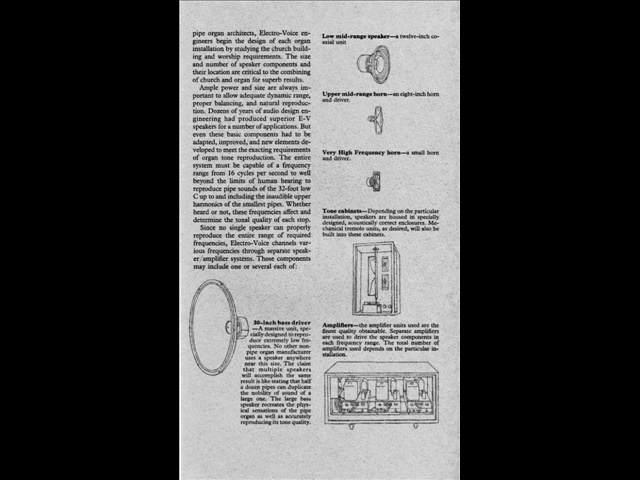 pipe organ architects, Electro-Voice en-
gineers begin the design of each organ
installation by studying the church build-
ing and worship requirements. The size
and number of speaker components and
their location are critical to the combining
of church and organ for superb results.
Ample power and size are always im-
portant to allow adequate dynamic range,
proper balancing, and natural reproduc-
tion. Dozens of years of audio design en-
gineering had produced superior E-V
speakers for a number of applications. But
even these basic components had to be
adapted, improved, and new elements de-
veloped to meet the exacting requirements
of organ tone reproduction. The entire
system must be capable of a frequency
range from 16 cycles per second to well
beyond the limits of human hearing to
reproduce pipe sounds of the 32-foot low
C up to and including the inaudible upper
harmonics of the smallest pipes. Whether
heard or not, these frequencies affect and
determine the tonal quality of each stop.
Since no single speaker can properly
reproduce the entire range of required
frequencies, Electro-Voice channels var-
ious frequencies through separate speak-
er/amplifier systems. Those components
may include one or several each of:
30-inch bass driver
—A massive unit, spe-
cially designed to repro-
duce extremely low fre-
quencies. No other non-
pipe organ manufacturer
uses a speaker anywhere
near this size. The claim
that multiple speakers
will accomplish the same
result is like stating that half
a dozen pipes can duplicate
the nobility of sound of a
large one. The large bass
speaker recreates the phys-
ical sensations of the pipe
organ as well as accurately
reproducing its tone quality.
Low mid-range speaker—a twelve-inch co-
axial unit
Upper mid-range horn—an eight-inch horn
and driver.
Very High Frequency horn—a small horn
and driver.
Tone cabinets—Depending on the particular
installation, speakers are housed in specially
designed, acoustically correct enclosures. Me-
chanical tremolo units, as desired, will also be
built into these cabinets.
Amplifiers—the amplifier units used are the
finest quality obtainable. Separate amplifiers
are used to drive the speaker components in
each frequency range. The total number of
amplifiers used depends on the particular in-
stallation.